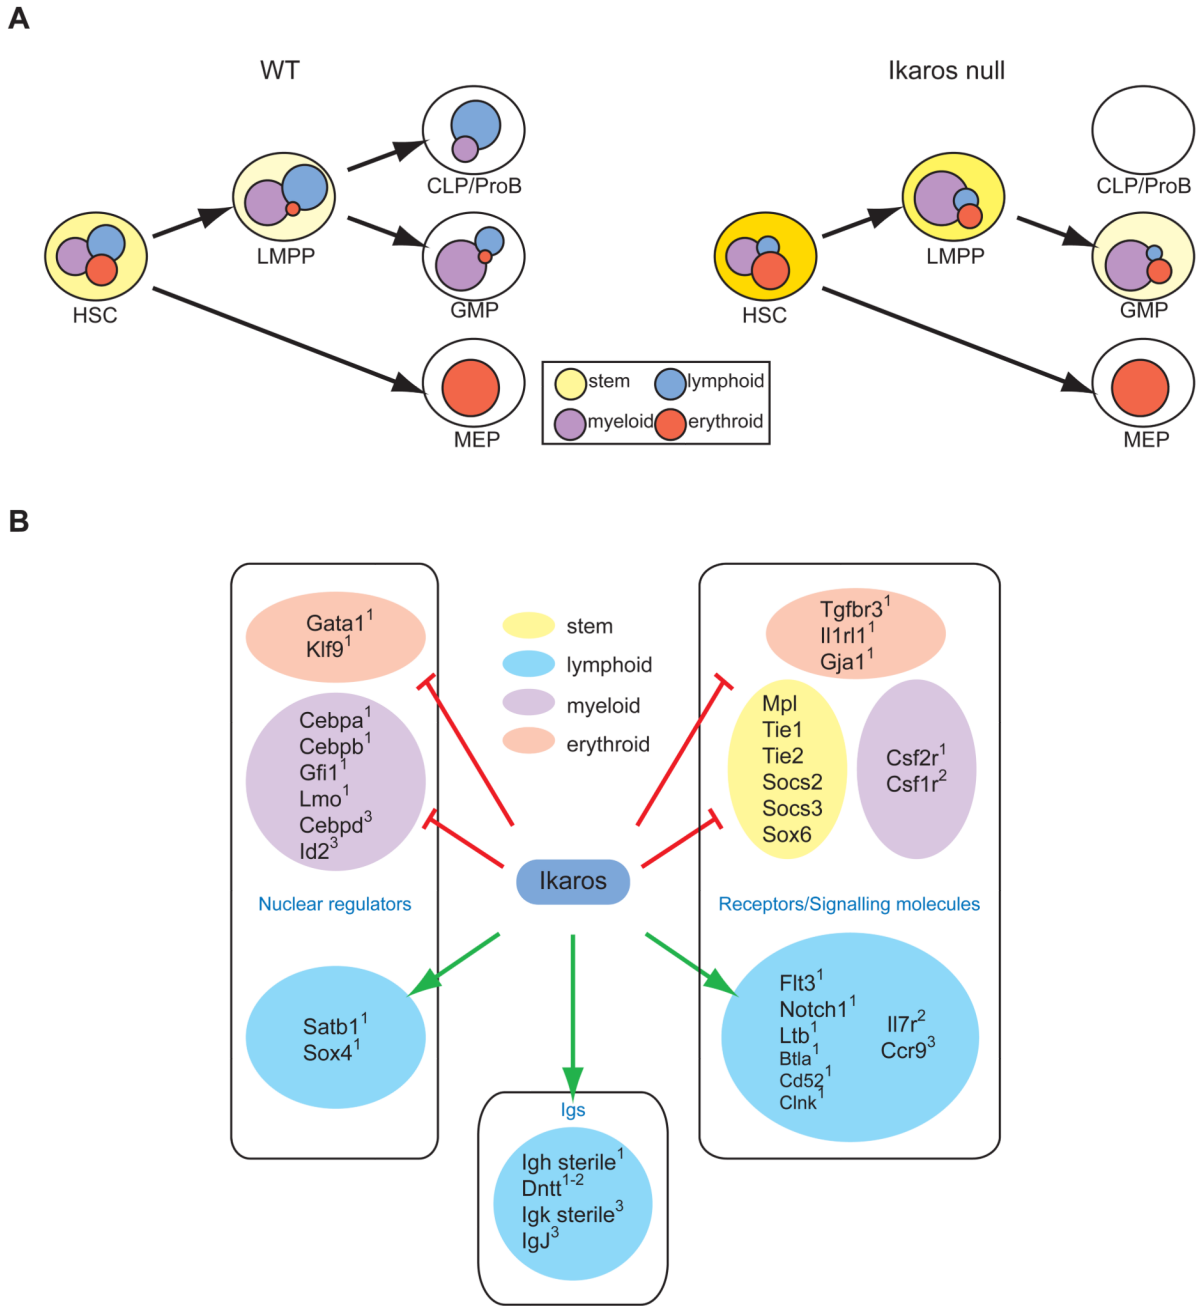 A
WT
Ikaros null
CLP/ProB
CLP/ProB
LMPP
LMPP
HSC
GMP
HSC
GMP
stem
lymphoid
myeloid
erythroid
MEP
MEP
B
Gata1¹
Klf9¹
Cebpa¹
Cebpb¹
Gfi1¹
Lmo¹
Cebpd³
Id2³
Nuclear regulators
Satb1¹
Sox4¹
stem
lymphoid
myeloid
erythroid
Ikaros
Igs
Igh sterile¹
Dntt¹⁻²
Igk sterile³
IgJ³
Tgfbr3¹
Il1rl1¹
Gja1¹
Mpl
Tie1
Tie2
Socs2
Socs3
Sox6
Csf2r¹
Csf1r²
Receptors/Signalling molecules
Flt3¹
Notch1¹
Ltb¹
Btla¹
Cd52¹
Clnk¹
Il7r²
Ccr9³